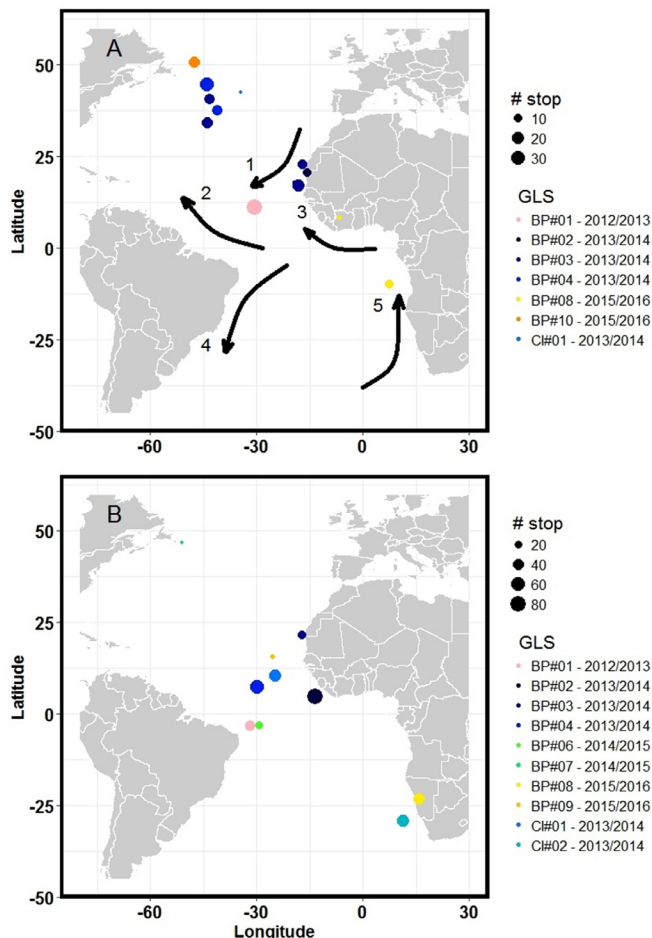 A
50
25
0
-25
-50
Latitude
1
2
3
4
5
-60
-30
0
30
# stop
10
20
30
GLS
BP#01 - 2012/2013
BP#02 - 2013/2014
BP#03 - 2013/2014
BP#04 - 2013/2014
BP#08 - 2015/2016
BP#10 - 2015/2016
CI#01 - 2013/2014
B
50
25
0
-25
-50
Latitude
-60
-30
0
30
Longitude
# stop
20
40
60
80
GLS
BP#01 - 2012/2013
BP#02 - 2013/2014
BP#03 - 2013/2014
BP#04 - 2013/2014
BP#06 - 2014/2015
BP#07 - 2014/2015
BP#08 - 2015/2016
BP#09 - 2015/2016
CI#01 - 2013/2014
CI#02 - 2013/2014